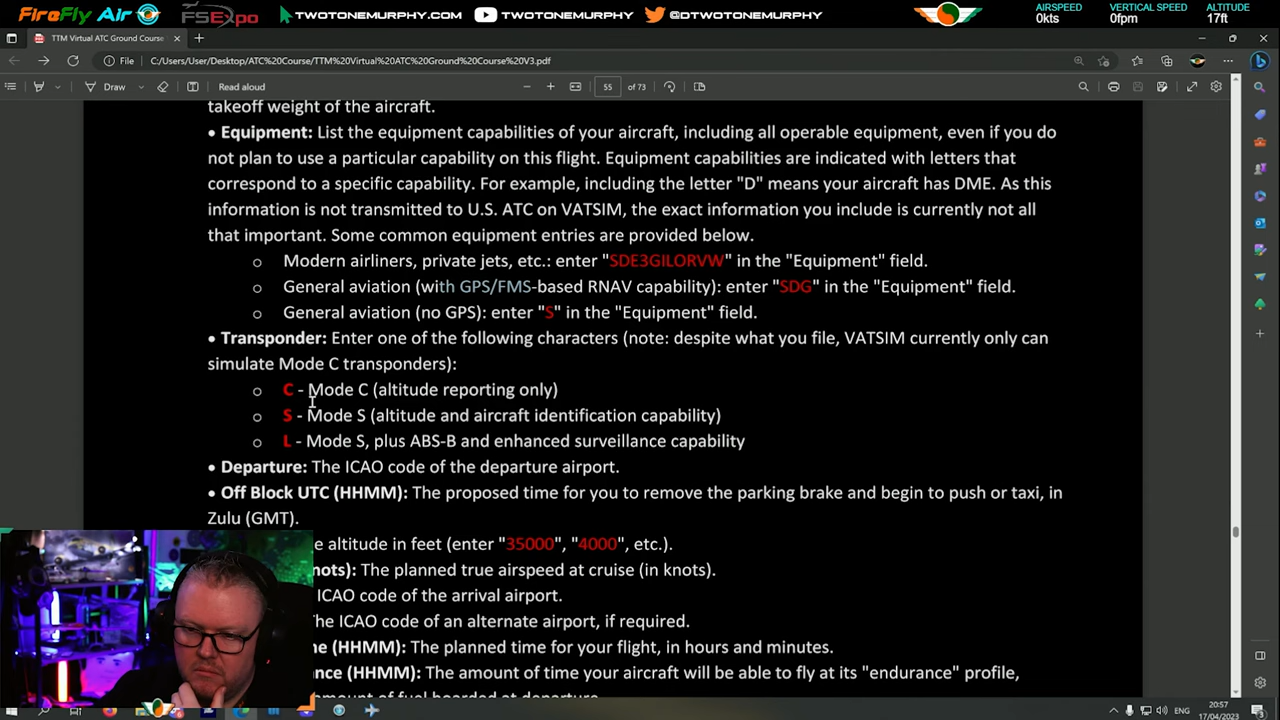 FireFly Air
FSExpo
TWOTONEMURPHY.COM
TWOTONEMURPHY
@DTWOTONEMURPHY
AIRSPEED
0kts
VERTICAL SPEED
0fpm
ALTITUDE
17ft
TTM Virtual ATC Ground Course
File
C:/Users/User/Desktop/ATC%20Course/TTM%20Virtual%20ATC%20Ground%20Course%20V3.pdf
Draw
Read aloud
55
of 73
takeoff weight of the aircraft.
• Equipment: List the equipment capabilities of your aircraft, including all operable equipment, even if you do
not plan to use a particular capability on this flight. Equipment capabilities are indicated with letters that
correspond to a specific capability. For example, including the letter "D" means your aircraft has DME. As this
information is not transmitted to U.S. ATC on VATSIM, the exact information you include is currently not all
that important. Some common equipment entries are provided below.
o Modern airliners, private jets, etc.: enter "SDE3GILORVW" in the "Equipment" field.
o General aviation (with GPS/FMS-based RNAV capability): enter "SDG" in the "Equipment" field.
o General aviation (no GPS): enter "S" in the "Equipment" field.
• Transponder: Enter one of the following characters (note: despite what you file, VATSIM currently only can
simulate Mode C transponders):
o C - Mode C (altitude reporting only)
o S - Mode S (altitude and aircraft identification capability)
o L - Mode S, plus ABS-B and enhanced surveillance capability
• Departure: The ICAO code of the departure airport.
• Off Block UTC (HHMM): The proposed time for you to remove the parking brake and begin to push or taxi, in
Zulu (GMT).
altitude in feet (enter "35000", "4000", etc.).
The planned true airspeed at cruise (in knots).
ICAO code of the arrival airport.
The ICAO code of an alternate airport, if required.
(HHMM): The planned time for your flight, in hours and minutes.
(HHMM): The amount of time your aircraft will be able to fly at its "endurance" profile,
amount of fuel boarded at departure.
ENG
20:57
17/04/2023